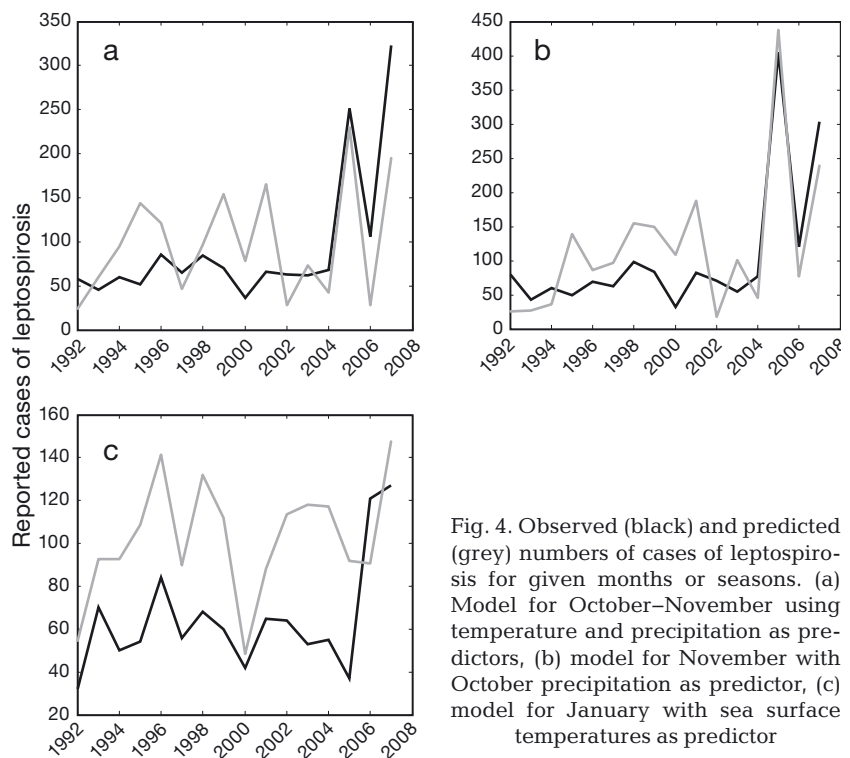 Reported cases of leptospirosis
a
350
300
250
200
150
100
50
0
1992 1994 1996 1998 2000 2002 2004 2006 2008
b
450
400
350
300
250
200
150
100
50
0
1992 1994 1996 1998 2000 2002 2004 2006 2008
c
160
140
120
100
80
60
40
20
1992 1994 1996 1998 2000 2002 2004 2006 2008
Fig. 4. Observed (black) and predicted
(grey) numbers of cases of leptospiro-
sis for given months or seasons. (a)
Model for October–November using
temperature and precipitation as pre-
dictors, (b) model for November with
October precipitation as predictor, (c)
model for January with sea surface
temperatures as predictor